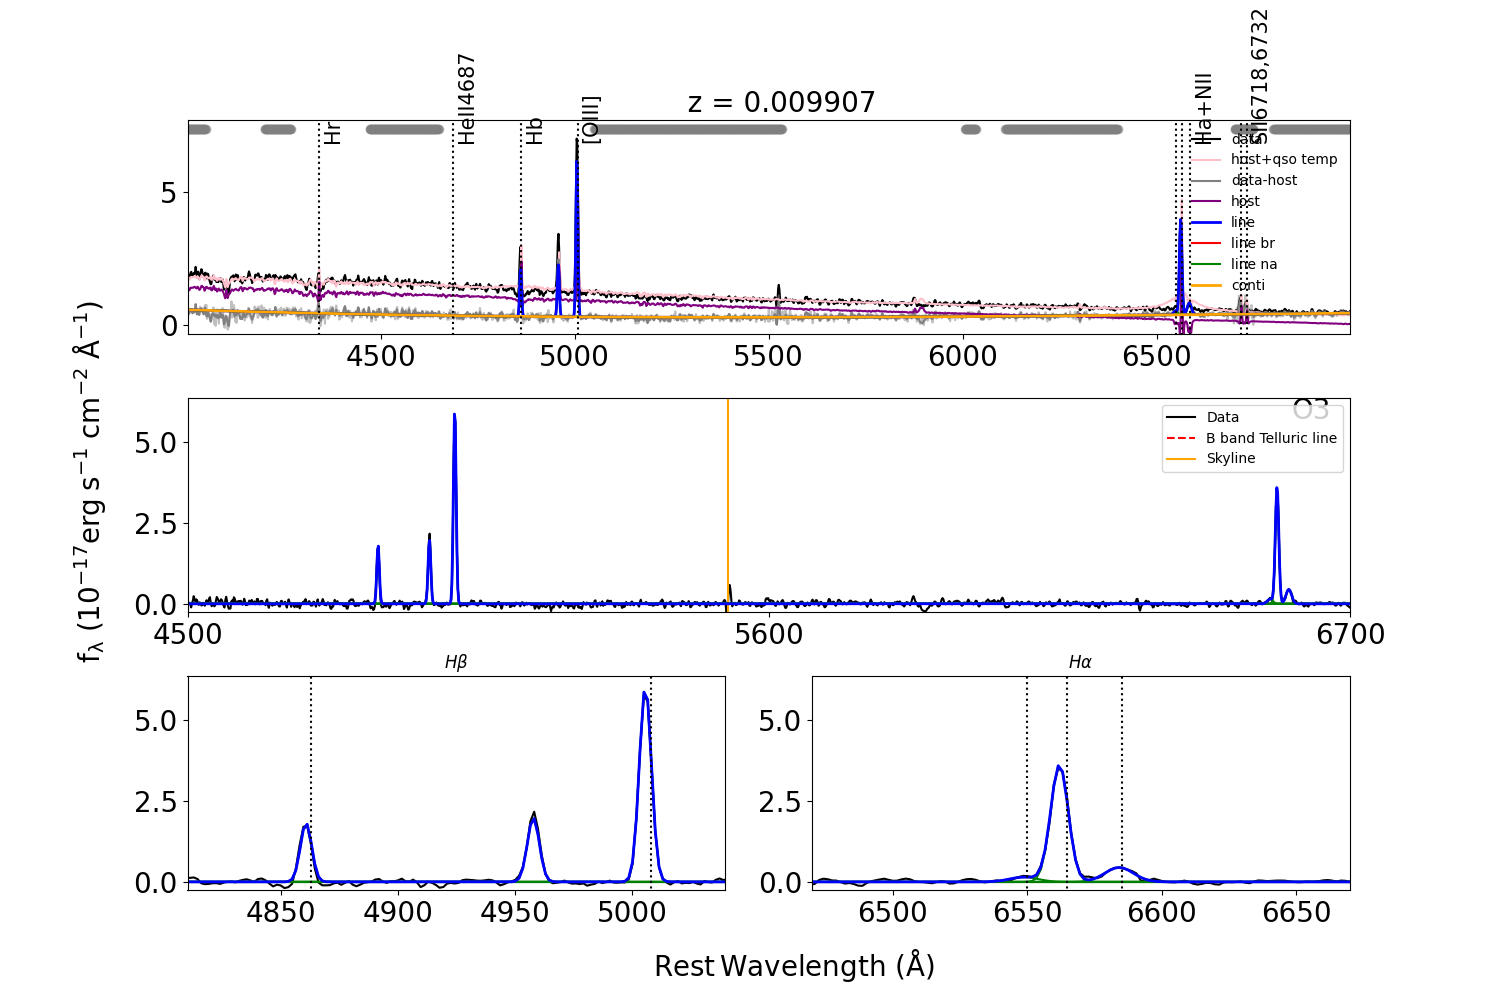 z = 0.009907
Hr
HeII4687
Hb
[OIII]
Ha+NII
SII6718,6732
data
host+qso temp
data-host
host
line
line br
line na
conti
5
0
4500
5000
5500
6000
6500
fλ (10−17erg s−1 cm−2 Å−1)
O3
Data
B band Telluric line
Skyline
5.0
2.5
0.0
4500
5600
6700
Hβ
5.0
2.5
0.0
4850
4900
4950
5000
Hα
5.0
2.5
0.0
6500
6550
6600
6650
Rest Wavelength (Å)